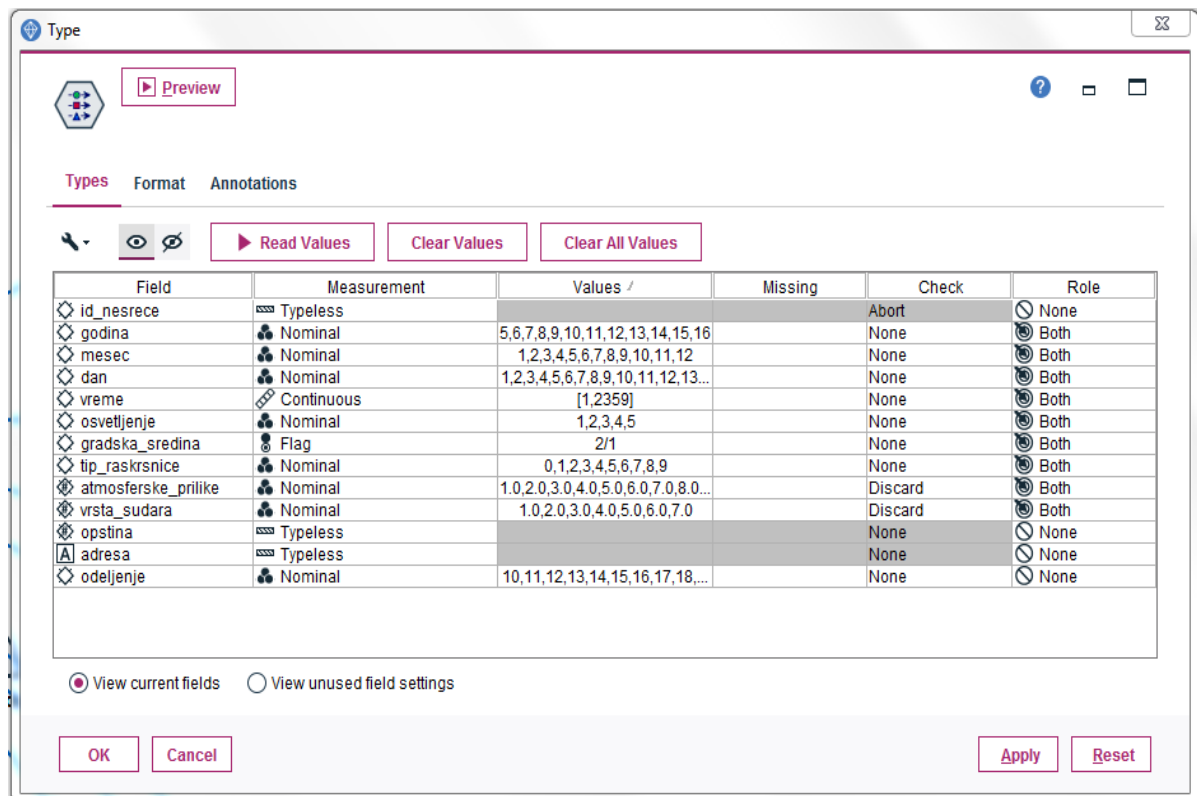 Type
Preview
Types Format Annotations
Read Values Clear Values Clear All Values
Field Measurement Values Missing Check Role
id_nesrece Typeless Abort None
godina Nominal 5,6,7,8,9,10,11,12,13,14,15,16 None Both
mesec Nominal 1,2,3,4,5,6,7,8,9,10,11,12 None Both
dan Nominal 1,2,3,4,5,6,7,8,9,10,11,12,13... None Both
vreme Continuous [1,2359] None Both
osvetljenje Nominal 1,2,3,4,5 None Both
gradska_sredina Flag 2/1 None Both
tip_raskrsnice Nominal 0,1,2,3,4,5,6,7,8,9 None Both
atmosferske_prilike Nominal 1.0,2.0,3.0,4.0,5.0,6.0,7.0,8.0... Discard Both
vrsta_sudara Nominal 1.0,2.0,3.0,4.0,5.0,6.0,7.0 Discard Both
opstina Typeless None None
A adresa Typeless None None
odeljenje Nominal 10,11,12,13,14,15,16,17,18,... None None
View current fields View unused field settings
OK Cancel Apply Reset